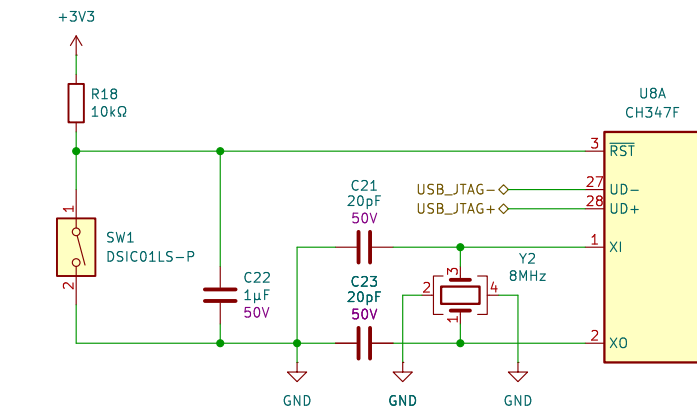 +3V3
R18
10kΩ
U8A
CH347F
3
RST
C21
20pF
50V
USB_JTAG-
27
UD-
USB_JTAG+
28
UD+
1
SW1
DSIC01LS-P
2
1
XI
Y2
8MHz
3
2
4
1
C22
1µF
50V
C23
20pF
50V
2
XO
GND
GND
GND